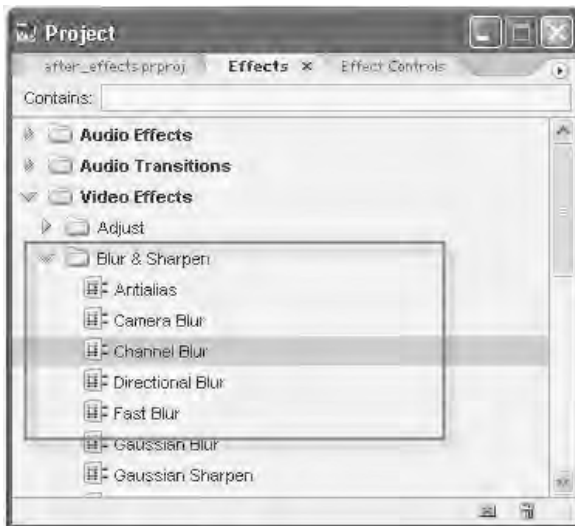 Project
after_effects.prproj Effects × Effect Controls
Contains:
Audio Effects
Audio Transitions
Video Effects
Adjust
Blur & Sharpen
Antialias
Camera Blur
Channel Blur
Directional Blur
Fast Blur
Gaussian Blur
Gaussian Sharpen